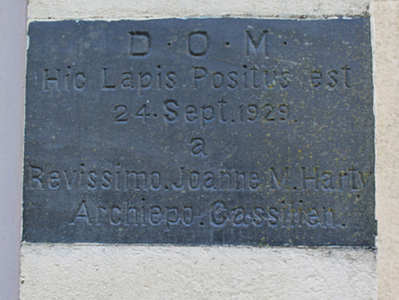 D·O·M·
Hic Lapis Positus est
24·Sept.1929.
a
Revissimo.Joanne M.Harty
Archiepo.Cassilien.